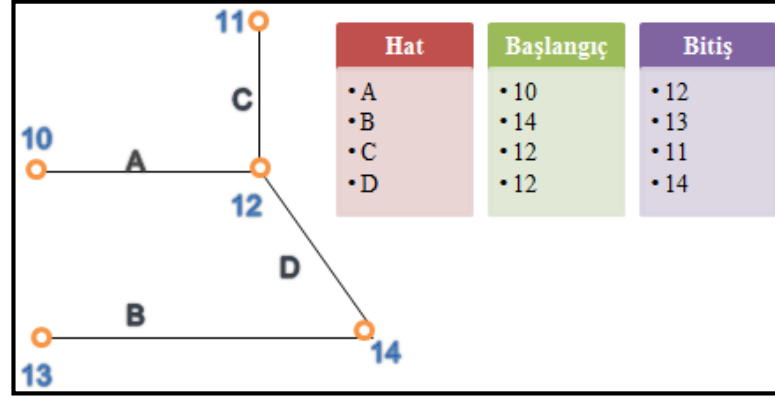 11
C
10
A
12
D
B
13
14
Hat Başlangıç Bitiş
• A • 10 • 12
• B • 14 • 13
• C • 12 • 11
• D • 12 • 14